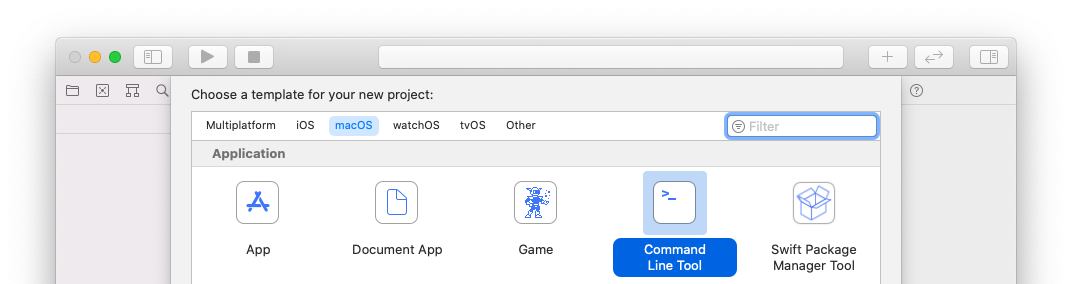 Choose a template for your new project:
Multiplatform iOS macOS watchOS tvOS Other Filter
Application
>_
App Document App Game Command Line Tool Swift Package Manager Tool